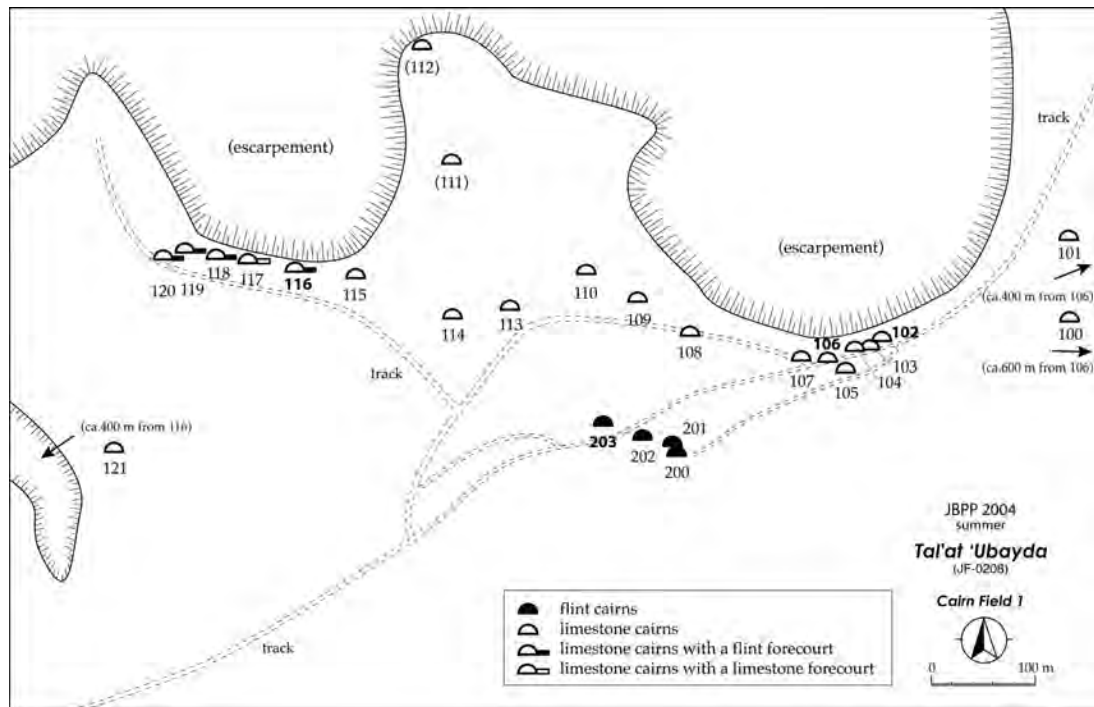 (112)
track
(escarpement)
(111)
(escarpement)
101
(ca.400 m from 106)
120
119
118
117
116
115
110
109
114
113
108
106
102
100
107
105
104
103
(ca.600 m from 106)
track
(ca.400 m from 116)
121
203
202
201
200
JBPP 2004
summer
Tal'at 'Ubayda
(JF-0208)
Cairn Field 1
flint cairns
limestone cairns
limestone cairns with a flint forecourt
limestone cairns with a limestone forecourt
track
0 100 m